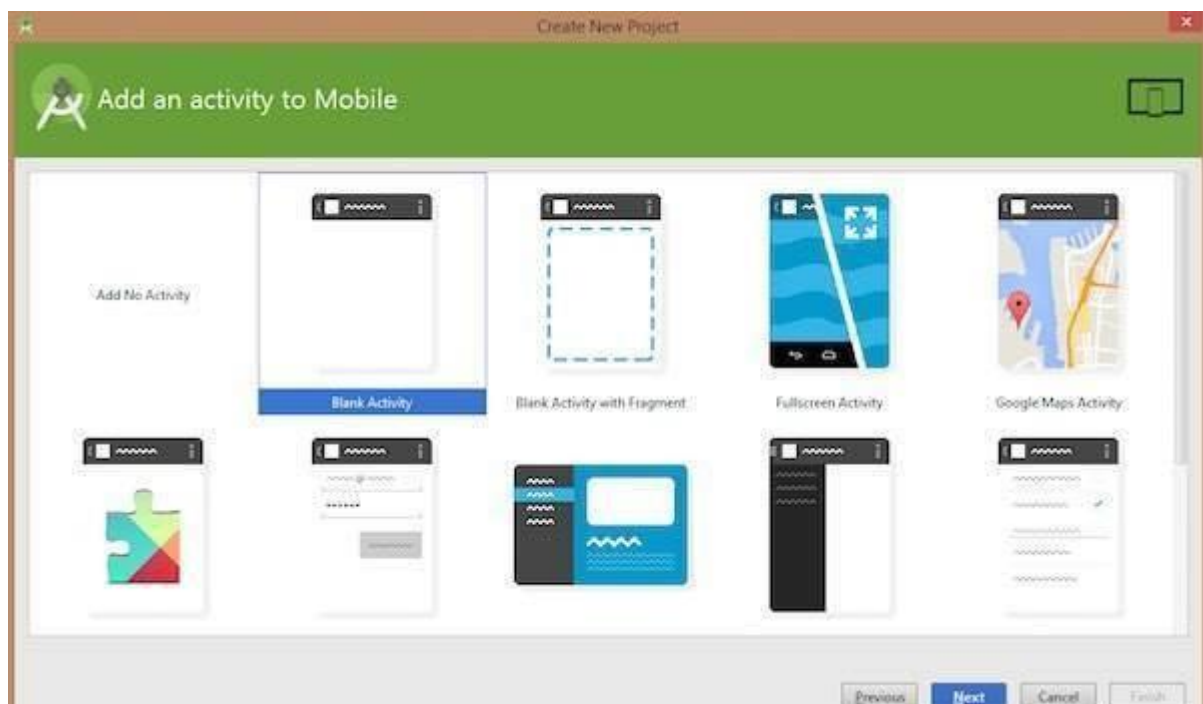 Create New Project
Add an activity to Mobile
Add No Activity
Blank Activity
Blank Activity with Fragment
Fullscreen Activity
Google Maps Activity
Previous
Next
Cancel
Finish